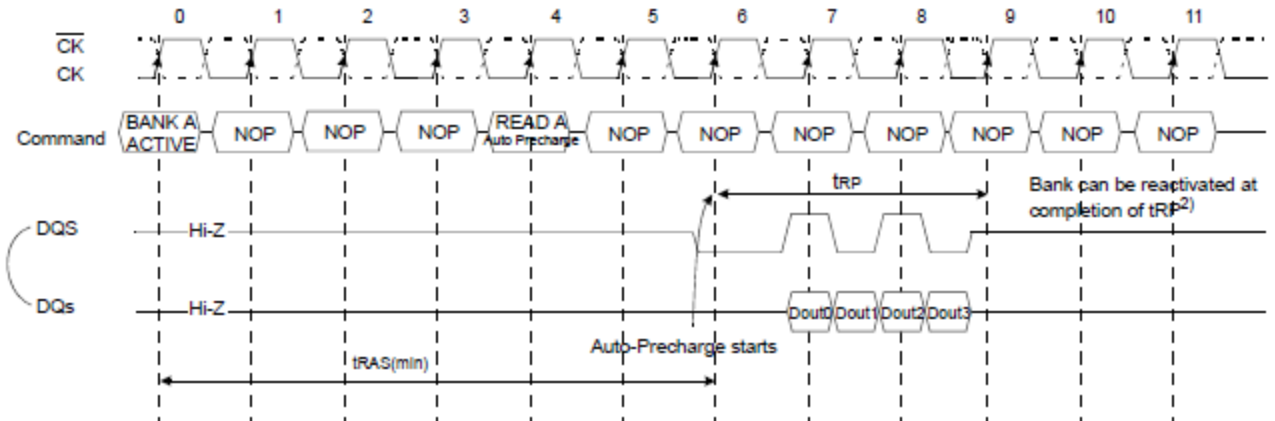 0 1 2 3 4 5 6 7 8 9 10 11
CK
CK
Command
BANK A
ACTIVE
NOP
NOP
NOP
READ A
Auto Precharge
NOP
NOP
NOP
NOP
NOP
NOP
NOP
tRP
Bank can be reactivated at
completion of tRP2)
DQS
Hi-Z
DQs
Hi-Z
Dout0
Dout1
Dout2
Dout3
Auto-Precharge starts
tRAS(min)